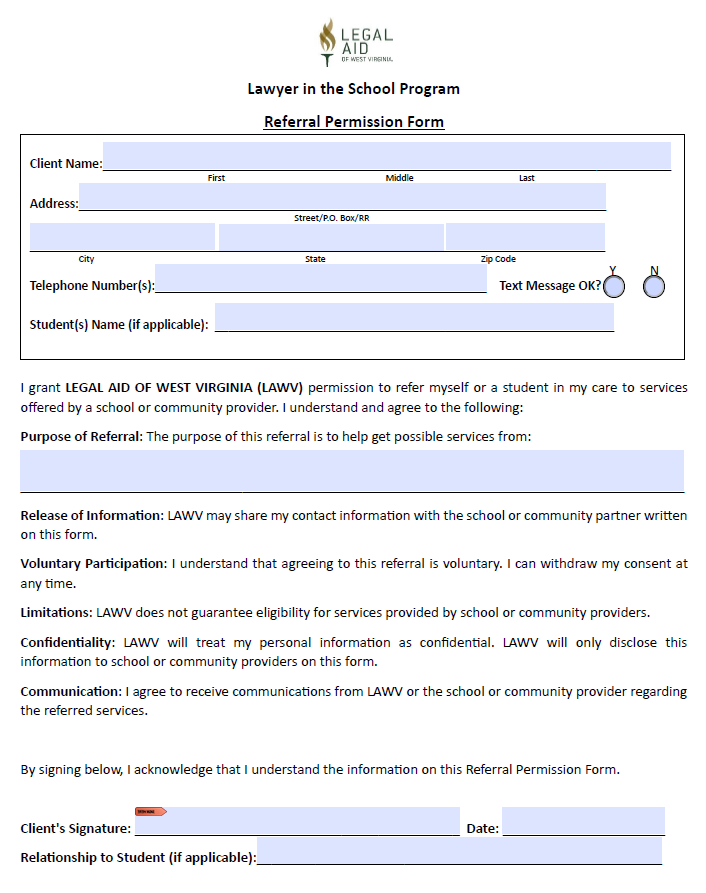 LEGAL
AID
OF WEST VIRGINIA
Lawyer in the School Program
Referral Permission Form
Client Name:
First Middle Last
Address:
Street/P.O. Box/RR
City State Zip Code
Y N
Telephone Number(s): Text Message OK?
Student(s) Name (if applicable):
I grant LEGAL AID OF WEST VIRGINIA (LAWV) permission to refer myself or a student in my care to services
offered by a school or community provider. I understand and agree to the following:
Purpose of Referral: The purpose of this referral is to help get possible services from:
Release of Information: LAWV may share my contact information with the school or community partner written
on this form.
Voluntary Participation: I understand that agreeing to this referral is voluntary. I can withdraw my consent at
any time.
Limitations: LAWV does not guarantee eligibility for services provided by school or community providers.
Confidentiality: LAWV will treat my personal information as confidential. LAWV will only disclose this
information to school or community providers on this form.
Communication: I agree to receive communications from LAWV or the school or community provider regarding
the referred services.
By signing below, I acknowledge that I understand the information on this Referral Permission Form.
Client's Signature: Date:
Relationship to Student (if applicable):